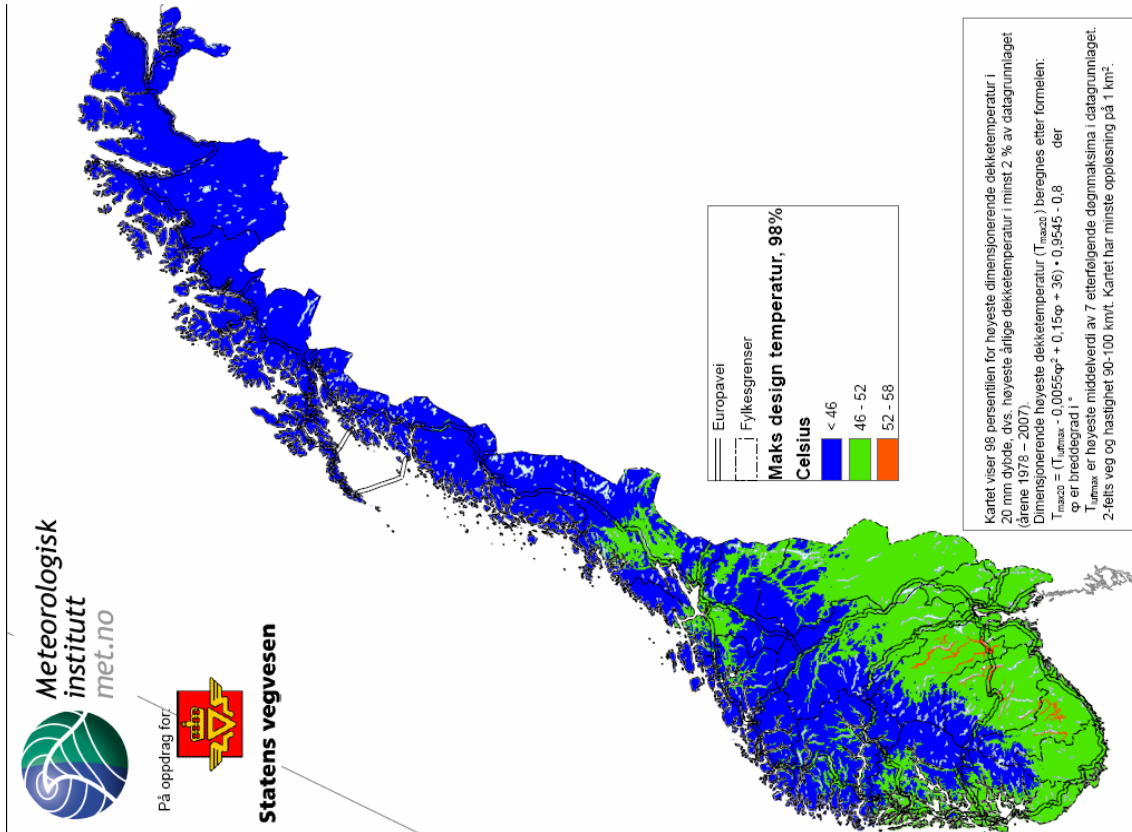 Meteorologisk
institutt
met.no
På oppdrag for:
Statens vegvesen
Europavei
Fylkesgrenser
Maks design temperatur, 98%
Celsius
< 46
46 - 52
52 - 58
Kartet viser 98 persentilen for høyeste dimensjonerende dekketemperatur i
20 mm dybde, dvs. høyeste årlige dekketemperatur i minst 2 % av datagrunnlaget
(årene 1978 – 2007).
Dimensjonerende høyeste dekketemperatur (Tmax20) beregnes etter formelen:
Tmax20 = (Tluftmax - 0,0055φ² + 0,15φ + 36) • 0,9545 - 0,8 der
φ er breddegrad i °
Tluftmax er høyeste middelverdi av 7 etterfølgende døgnmaksima i datagrunnlaget.
2-felts veg og hastighet 90-100 km/t. Kartet har minste oppløsning på 1 km².